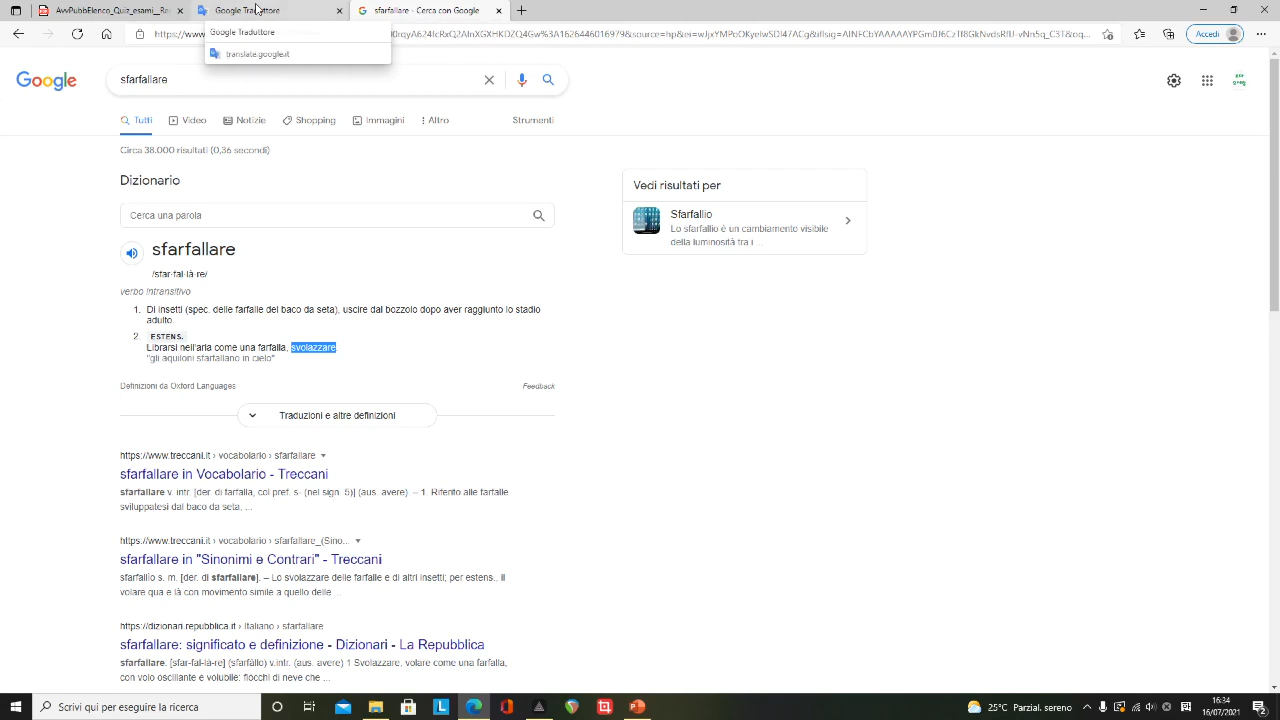 AvvPubbElenco_Quiz_esami_Re
Google Traduttore
sfarfallare - Cerca con Google
Google Traduttore
translate.google.it
https://www
Accedi
Google
sfarfallare
Tutti Video Notizie Shopping Immagini Altro Strumenti
Circa 38.000 risultati (0,36 secondi)
Dizionario
Cerca una parola
sfarfallare
/sfar·fal·là·re/
verbo intransitivo
1. Di insetti (spec. delle farfalle del baco da seta), uscire dal bozzolo dopo aver raggiunto lo stadio
adulto.
2. ESTENS.
Librarsi nell'aria come una farfalla, svolazzare.
"gli aquiloni sfarfallano in cielo"
Definizioni da Oxford Languages Feedback
Traduzioni e altre definizioni
Vedi risultati per
Sfarfallio
Lo sfarfallio è un cambiamento visibile
della luminosità tra i ...
https://www.treccani.it › vocabolario › sfarfallare
sfarfallare in Vocabolario - Treccani
sfarfallare v. intr. [der. di farfalla, col pref. s- (nel sign. 5)] (aus. avere). – 1. Riferito alle farfalle
sviluppatesi dal baco da seta, ...
https://www.treccani.it › vocabolario › sfarfallare_(Sino...
sfarfallare in "Sinonimi e Contrari" - Treccani
sfarfallìo s. m. [der. di sfarfallare]. – Lo svolazzare delle farfalle e di altri insetti; per estens., il
volare qua e là con movimento simile a quello delle ...
https://dizionari.repubblica.it › Italiano › sfarfallare
sfarfallare: significato e definizione - Dizionari - La Repubblica
sfarfallare. [sfar-fal-là-re] (sfarfàllo) v.intr. (aus. avere) 1 Svolazzare, volare come una farfalla,
con volo oscillante e volubile: fiocchi di neve che ...
Scrivi qui per eseguire la ricerca
25°C Parzial. sereno
16:34
16/07/2021